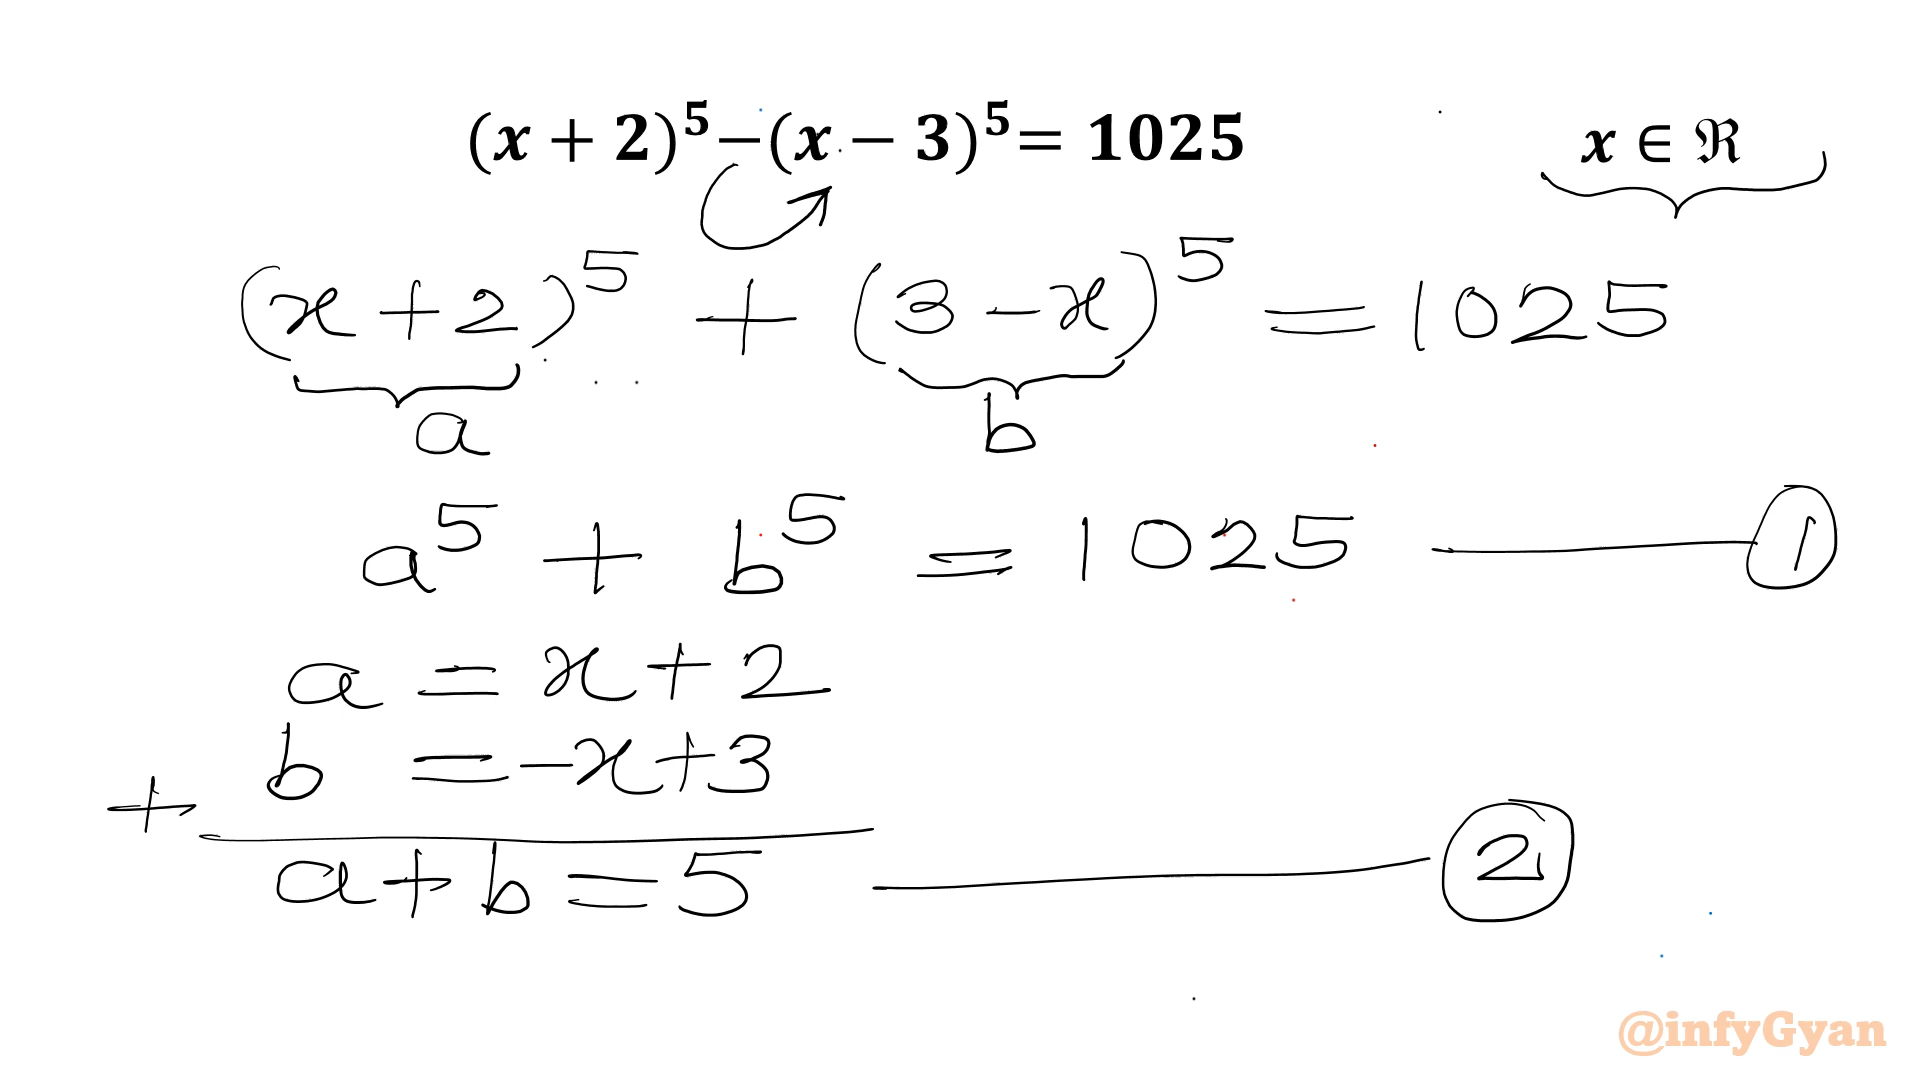 (x + 2)⁵−(x − 3)⁵= 1025 x ∈ ℜ
(x+2)⁵ + (3−x)⁵ = 1025
a b
a⁵ + b⁵ = 1025 — 1
a = x+2
b = −x+3
+
a+b=5 — 2
@infyGyan